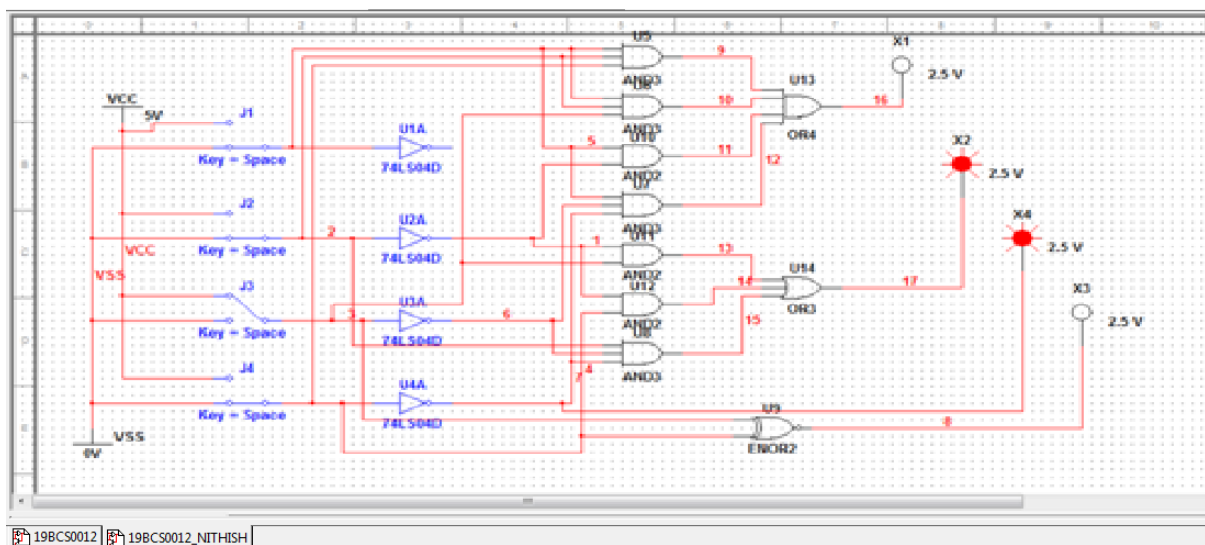 U5
9
X1
AND3
2.5 V
U13
VCC
U6
10
16
5V
J1
AND3
OR4
U1A
5
U10
11
12
X2
Key = Space
74LS04D
AND2
2.5 V
U7
J2
U2A
AND3
X4
2
1
U11
13
Key = Space
VCC
74LS04D
2.5 V
VSS
AND2
U14
J3
U12
14
17
X3
U3A
6
OR3
3
AND2
15
2.5 V
Key = Space
74LS04D
U8
J4
4
7
AND3
U4A
Key = Space
74LS04D
U9
8
VSS
0V
ENOR2
19BCS0012
19BCS0012_NITHISH